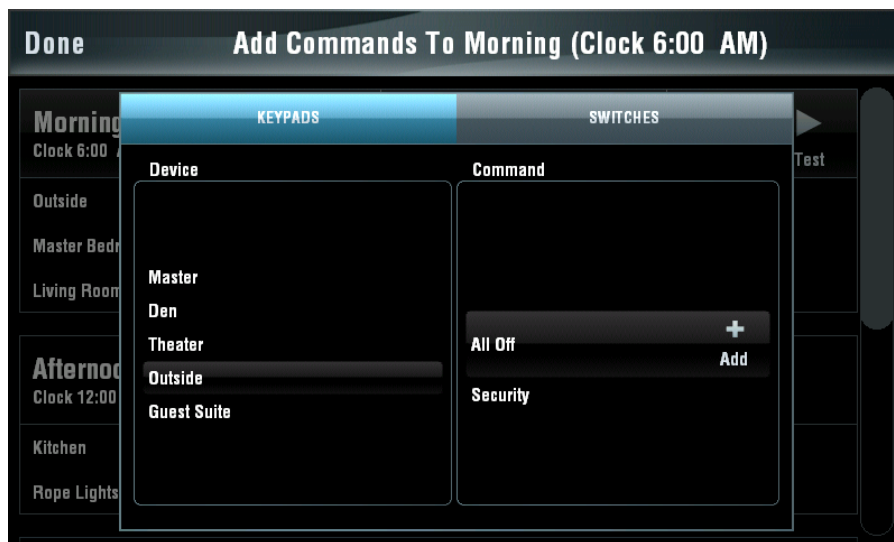 Done Add Commands To Morning (Clock 6:00 AM)
KEYPADS SWITCHES
Morning
Clock 6:00
Test
Device Command
Outside
Master
Living Room
Master
Den
Theater
Outside
Guest Suite
All Off
Add
Security
Clock 12:00
Kitchen
Rope Lights